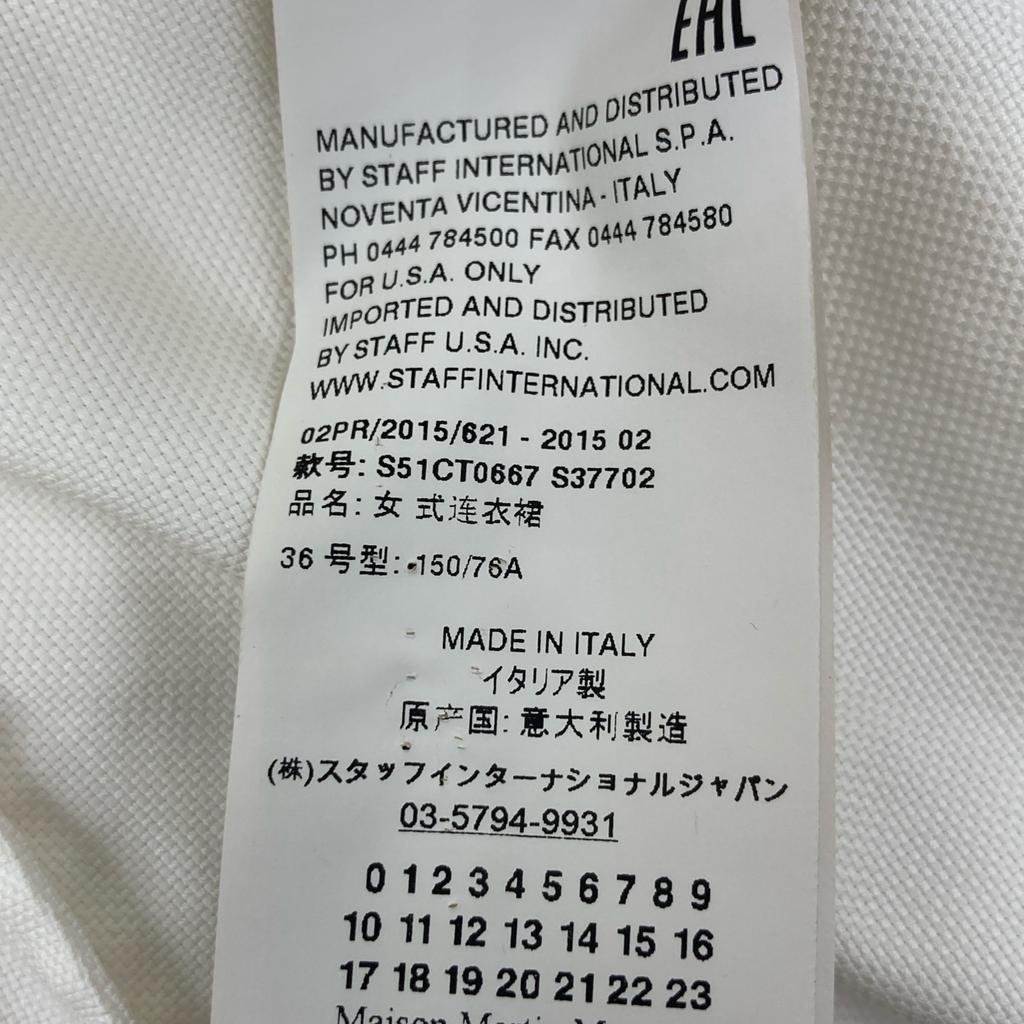 EAC
MANUFACTURED AND DISTRIBUTED
BY STAFF INTERNATIONAL S.P.A.
NOVENTA VICENTINA - ITALY
PH 0444 784500 FAX 0444 784580
FOR U.S.A. ONLY
IMPORTED AND DISTRIBUTED
BY STAFF U.S.A. INC.
WWW.STAFFINTERNATIONAL.COM
02PR/2015/621 - 2015 02
款号: S51CT0667 S37702
品名: 女 式连衣裙
36 号型: 150/76A
MADE IN ITALY
イタリア製
原产国: 意大利製造
(株)スタッフインターナショナルジャパン
03-5794-9931
0 1 2 3 4 5 6 7 8 9
10 11 12 13 14 15 16
17 18 19 20 21 22 23
Maison